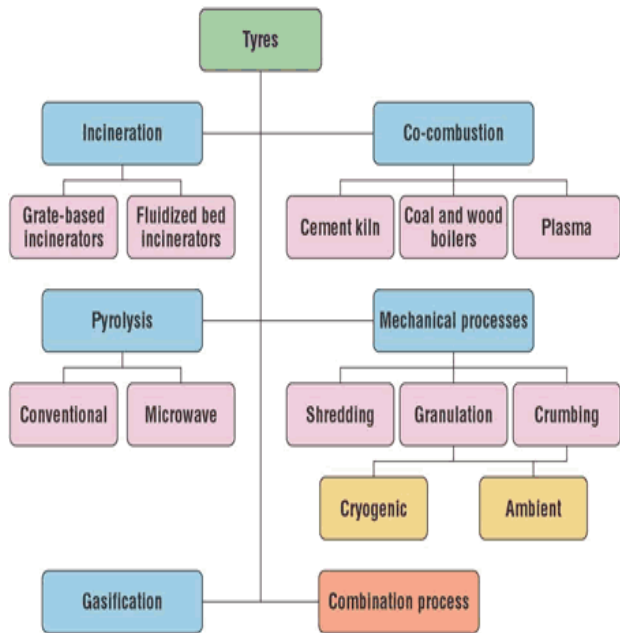 Tyres
Incineration
Co-combustion
Grate-based
incinerators
Fluidized bed
incinerators
Cement kiln
Coal and wood
boilers
Plasma
Pyrolysis
Mechanical processes
Conventional
Microwave
Shredding
Granulation
Crumbing
Cryogenic
Ambient
Gasification
Combination process